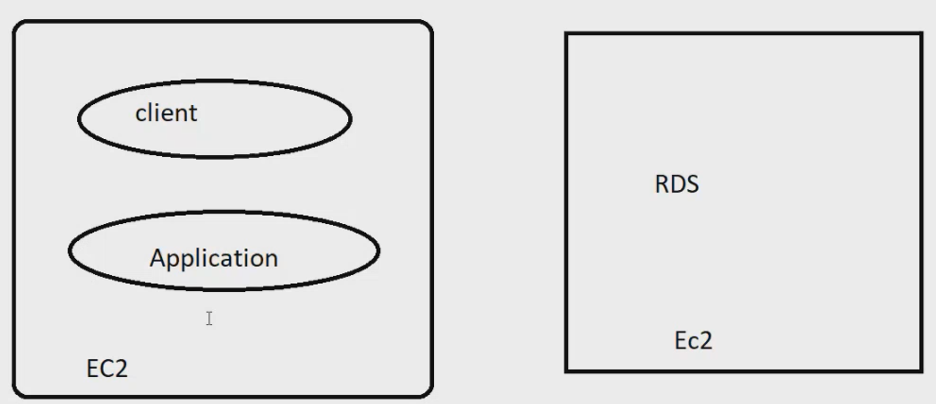 client
Application
EC2
RDS
Ec2